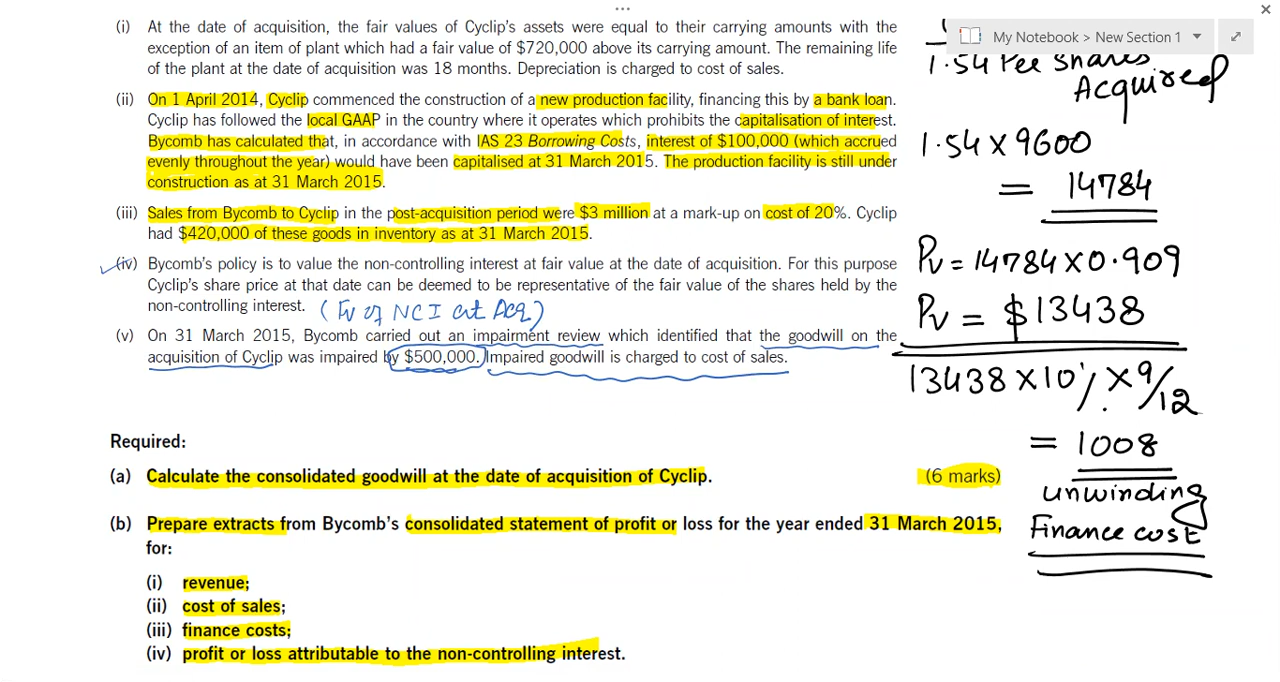 My Notebook > New Section 1
(i) At the date of acquisition, the fair values of Cyclip's assets were equal to their carrying amounts with the
exception of an item of plant which had a fair value of $720,000 above its carrying amount. The remaining life
of the plant at the date of acquisition was 18 months. Depreciation is charged to cost of sales.
(ii) On 1 April 2014, Cyclip commenced the construction of a new production facility, financing this by a bank loan.
Cyclip has followed the local GAAP in the country where it operates which prohibits the capitalisation of interest.
Bycomb has calculated that, in accordance with IAS 23 Borrowing Costs, interest of $100,000 (which accrued
evenly throughout the year) would have been capitalised at 31 March 2015. The production facility is still under
construction as at 31 March 2015.
(iii) Sales from Bycomb to Cyclip in the post-acquisition period were $3 million at a mark-up on cost of 20%. Cyclip
had $420,000 of these goods in inventory as at 31 March 2015.
(iv) Bycomb's policy is to value the non-controlling interest at fair value at the date of acquisition. For this purpose
Cyclip's share price at that date can be deemed to be representative of the fair value of the shares held by the
non-controlling interest. (Fv of NCI at Acq)
(v) On 31 March 2015, Bycomb carried out an impairment review which identified that the goodwill on the
acquisition of Cyclip was impaired by $500,000. Impaired goodwill is charged to cost of sales.
Required:
(a) Calculate the consolidated goodwill at the date of acquisition of Cyclip. (6 marks)
(b) Prepare extracts from Bycomb's consolidated statement of profit or loss for the year ended 31 March 2015,
for:
(i) revenue;
(ii) cost of sales;
(iii) finance costs;
(iv) profit or loss attributable to the non-controlling interest.
1.54 Per shares
Acquired
1.54 x 9600
= 14784
Pv = 14784 x 0.909
Pv = $13438
13438 x 10% x 9/12
= 1008
unwinding
Finance cost